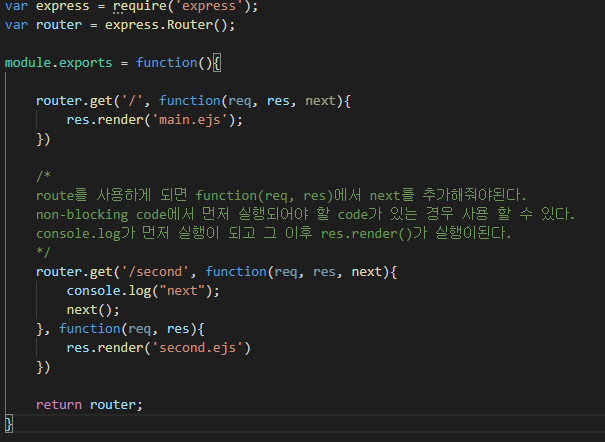 var express = require('express');
var router = express.Router();
module.exports = function(){
router.get('/', function(req, res, next){
res.render('main.ejs');
})
/*
route를 사용하게 되면 function(req, res)에서 next를 추가해줘야된다.
non-blocking code에서 먼저 실행되어야 할 code가 있는 경우 사용 할 수 있다.
console.log가 먼저 실행이 되고 그 이후 res.render()가 실행이된다.
*/
router.get('/second', function(req, res, next){
console.log("next");
next();
}, function(req, res){
res.render('second.ejs')
})
return router;
}